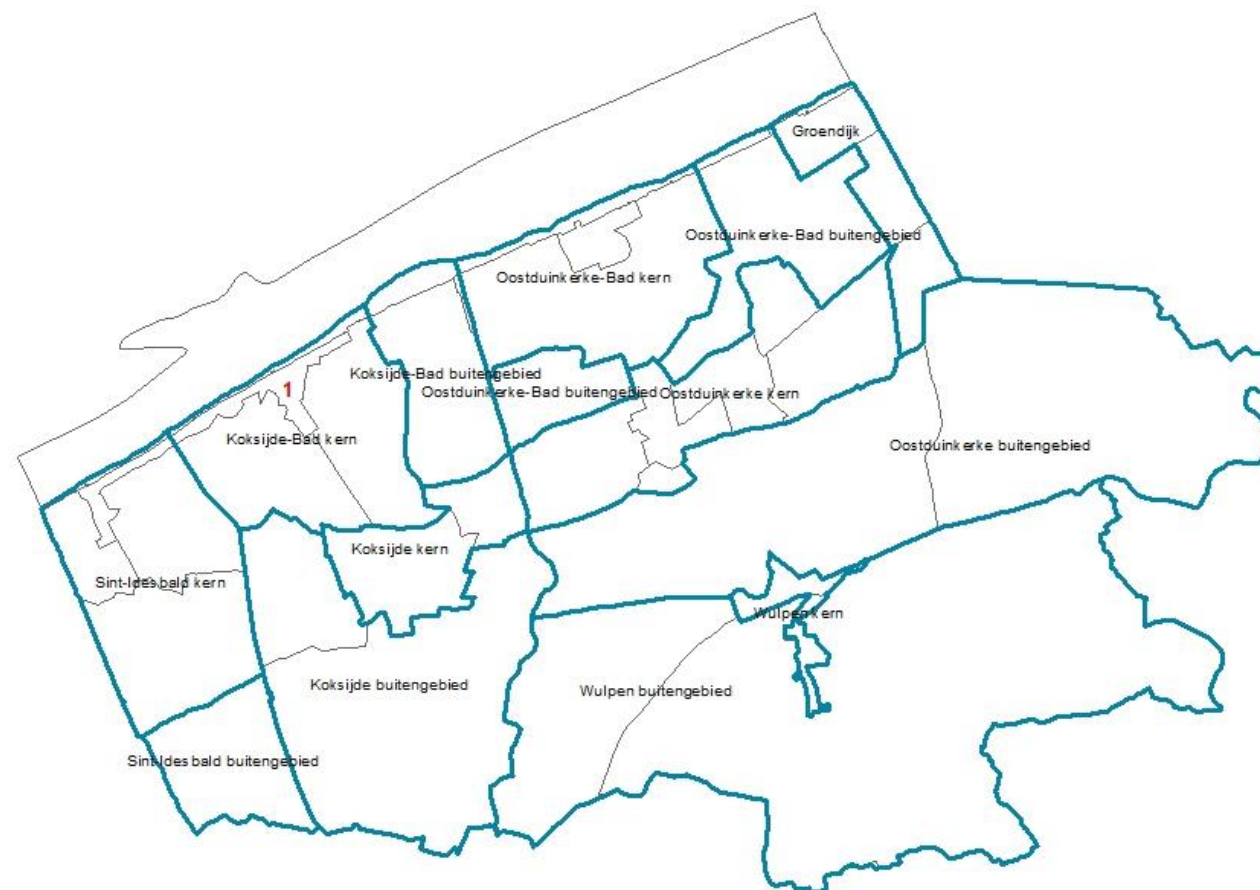 Groendijk
Oostduinkerke-Bad buitengebied
Oostduinkerke-Bad kern
Koksijde-Bad buitengebied
1
Oostduinkerke-Bad buitengebied
Oostduinkerke kern
Koksijde-Bad kern
Oostduinkerke buitengebied
Koksijde kern
Sint-Idesbald kern
Wulpen kern
Koksijde buitengebied
Wulpen buitengebied
Sint-Idesbald buitengebied